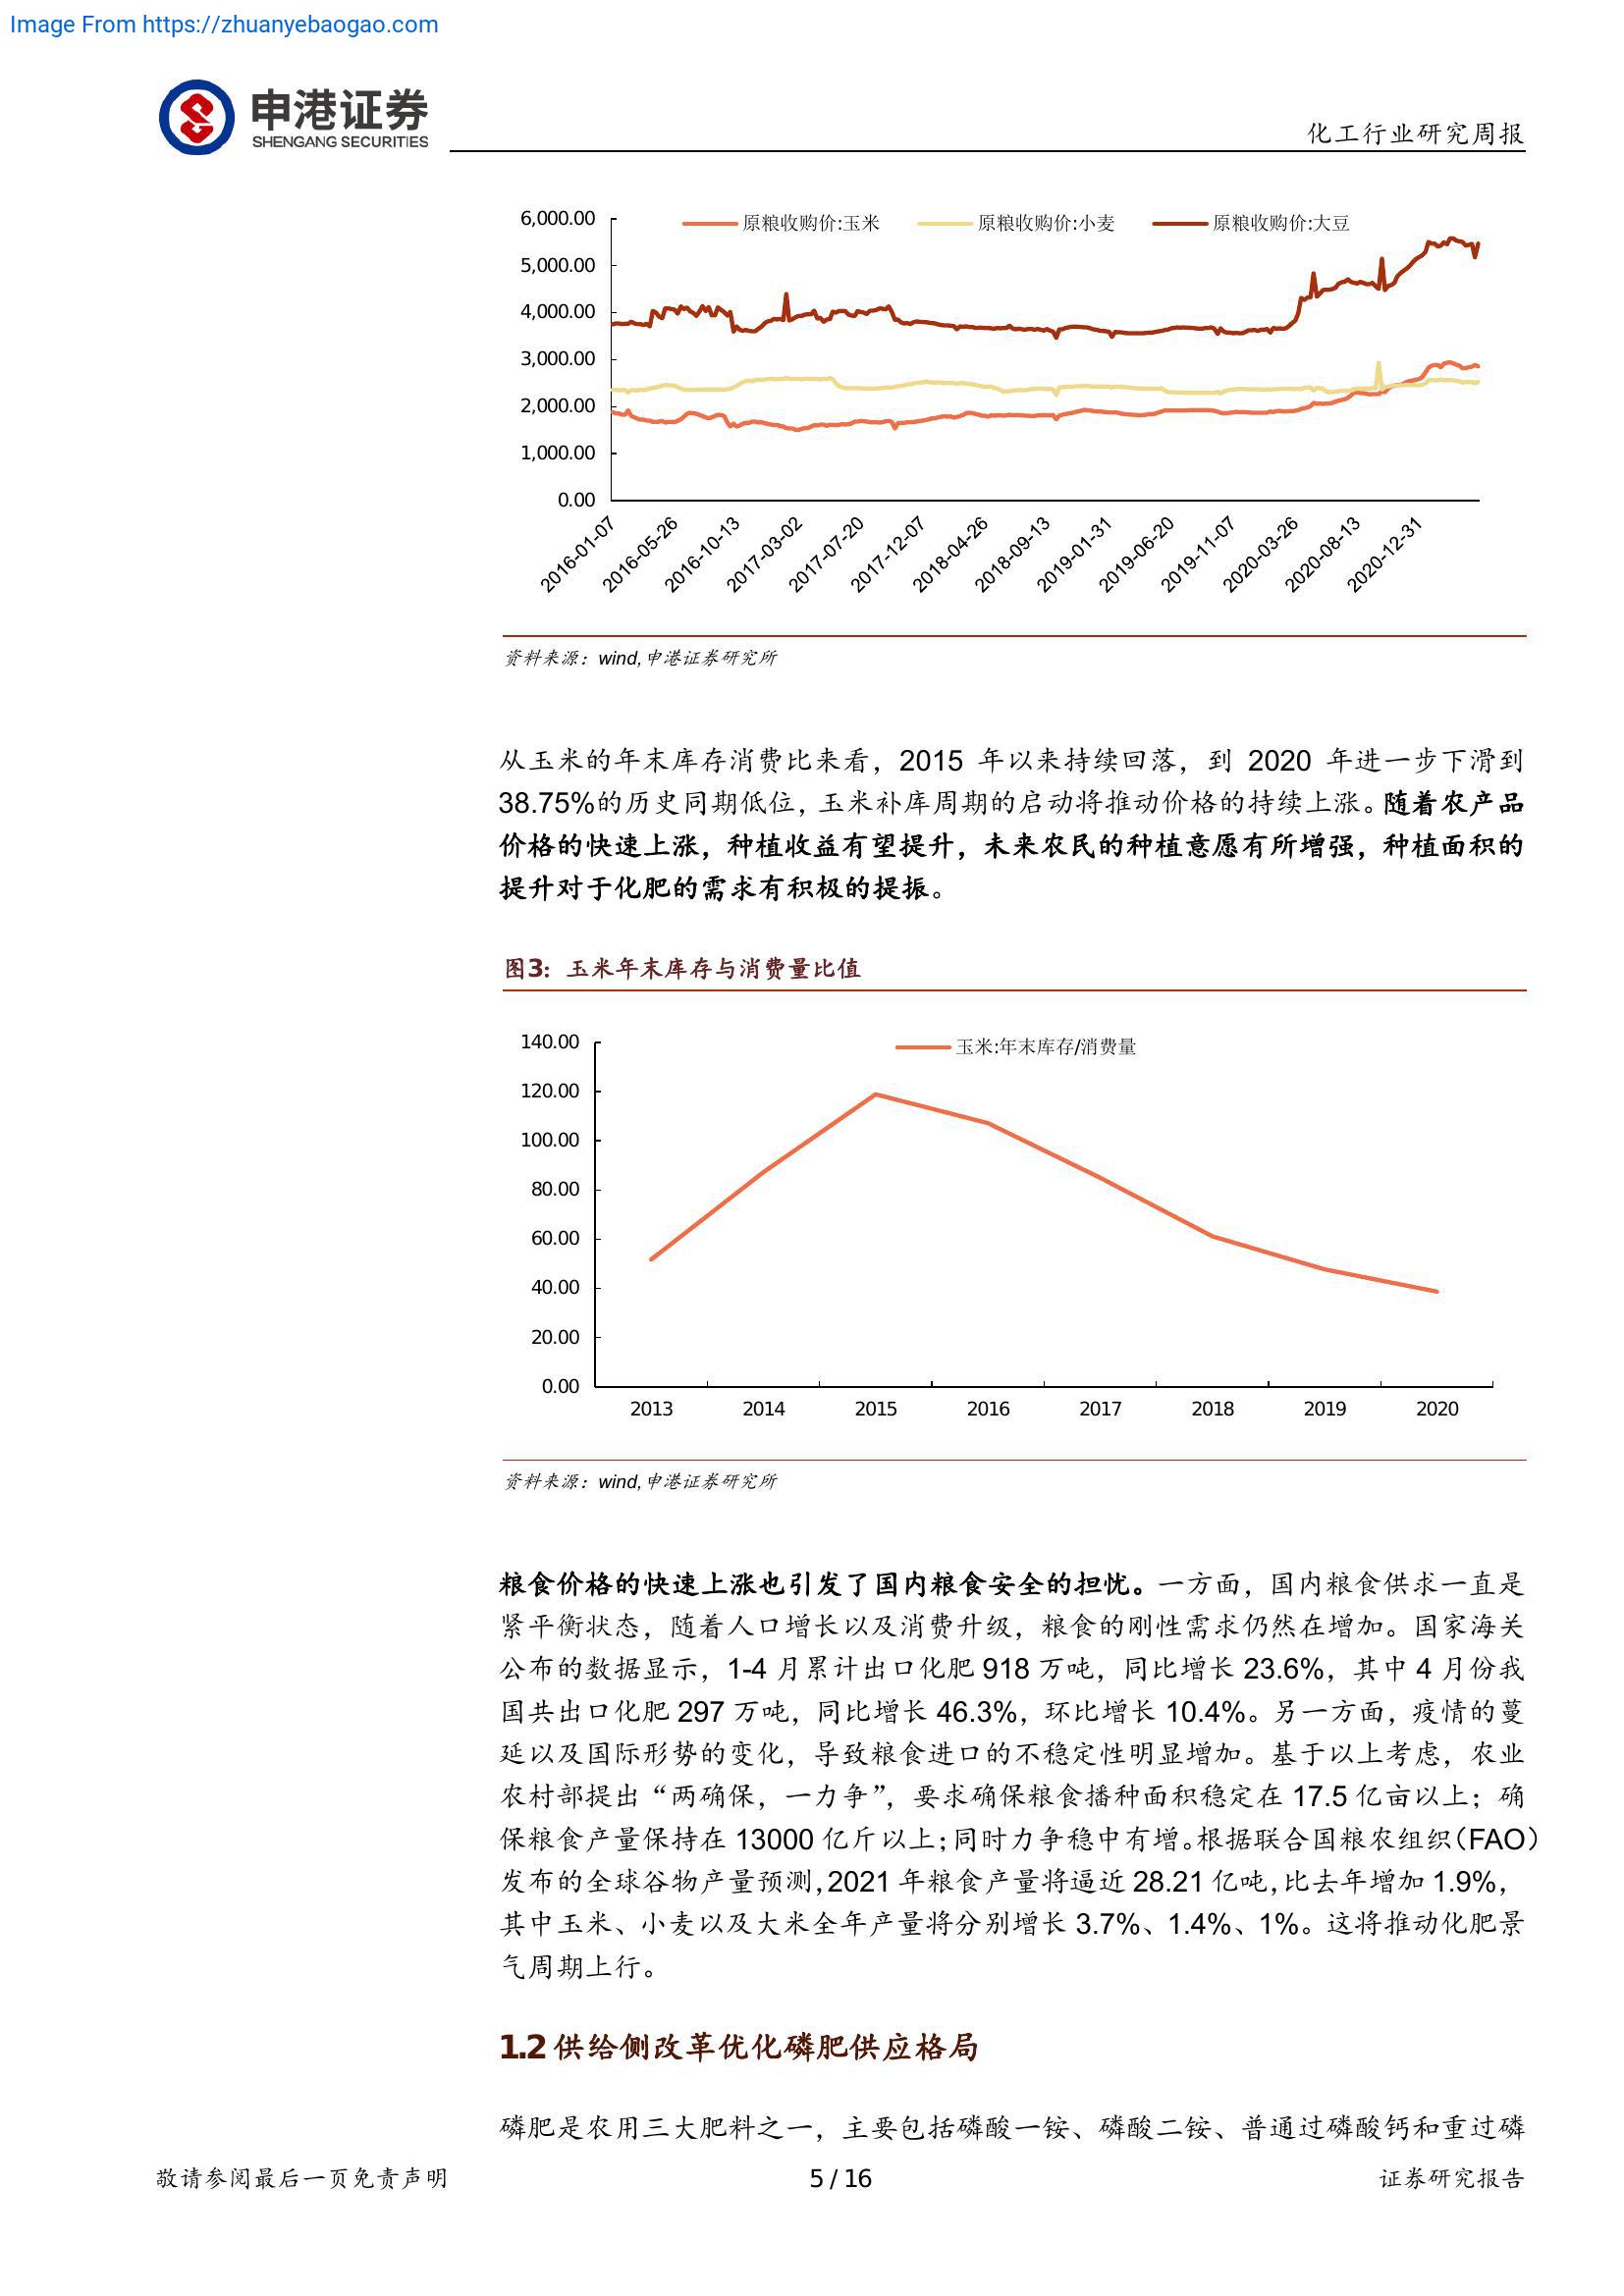 Image From https://zhuanyebaogao.com
申港证券
SHENGANG SECURITIES
化工行业研究周报
6,000.00
5,000.00
4,000.00
3,000.00
2,000.00
1,000.00
0.00
原粮收购价:玉米
原粮收购价:小麦
原粮收购价:大豆
2016-01-07
2016-05-26
2016-10-13
2017-03-02
2017-07-20
2017-12-07
2018-04-26
2018-09-13
2019-01-31
2019-06-20
2019-11-07
2020-03-26
2020-08-13
2020-12-31
资料来源：wind,申港证券研究所
从玉米的年末库存消费比来看，2015 年以来持续回落，到 2020 年进一步下滑到
38.75%的历史同期低位，玉米补库周期的启动将推动价格的持续上涨。随着农产品
价格的快速上涨，种植收益有望提升，未来农民的种植意愿有所增强，种植面积的
提升对于化肥的需求有积极的提振。
图3：玉米年末库存与消费量比值
140.00
120.00
100.00
80.00
60.00
40.00
20.00
0.00
玉米:年末库存/消费量
2013
2014
2015
2016
2017
2018
2019
2020
资料来源：wind,申港证券研究所
粮食价格的快速上涨也引发了国内粮食安全的担忧。一方面，国内粮食供求一直是
紧平衡状态，随着人口增长以及消费升级，粮食的刚性需求仍然在增加。国家海关
公布的数据显示，1-4 月累计出口化肥 918 万吨，同比增长 23.6%，其中 4 月份我
国共出口化肥 297 万吨，同比增长 46.3%，环比增长 10.4%。另一方面，疫情的蔓
延以及国际形势的变化，导致粮食进口的不稳定性明显增加。基于以上考虑，农业
农村部提出“两确保，一力争”，要求确保粮食播种面积稳定在 17.5 亿亩以上；确
保粮食产量保持在 13000 亿斤以上；同时力争稳中有增。根据联合国粮农组织（FAO）
发布的全球谷物产量预测，2021 年粮食产量将逼近 28.21 亿吨，比去年增加 1.9%，
其中玉米、小麦以及大米全年产量将分别增长 3.7%、1.4%、1%。这将推动化肥景
气周期上行。
1.2 供给侧改革优化磷肥供应格局
磷肥是农用三大肥料之一，主要包括磷酸一铵、磷酸二铵、普通过磷酸钙和重过磷
敬请参阅最后一页免责声明
5 / 16
证券研究报告